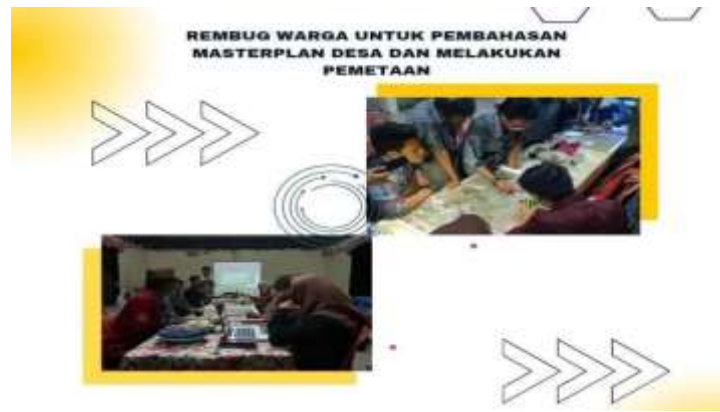 REMBUG WARGA UNTUK PEMBAHASAN
MASTERPLAN DESA DAN MELAKUKAN
PEMETAAN